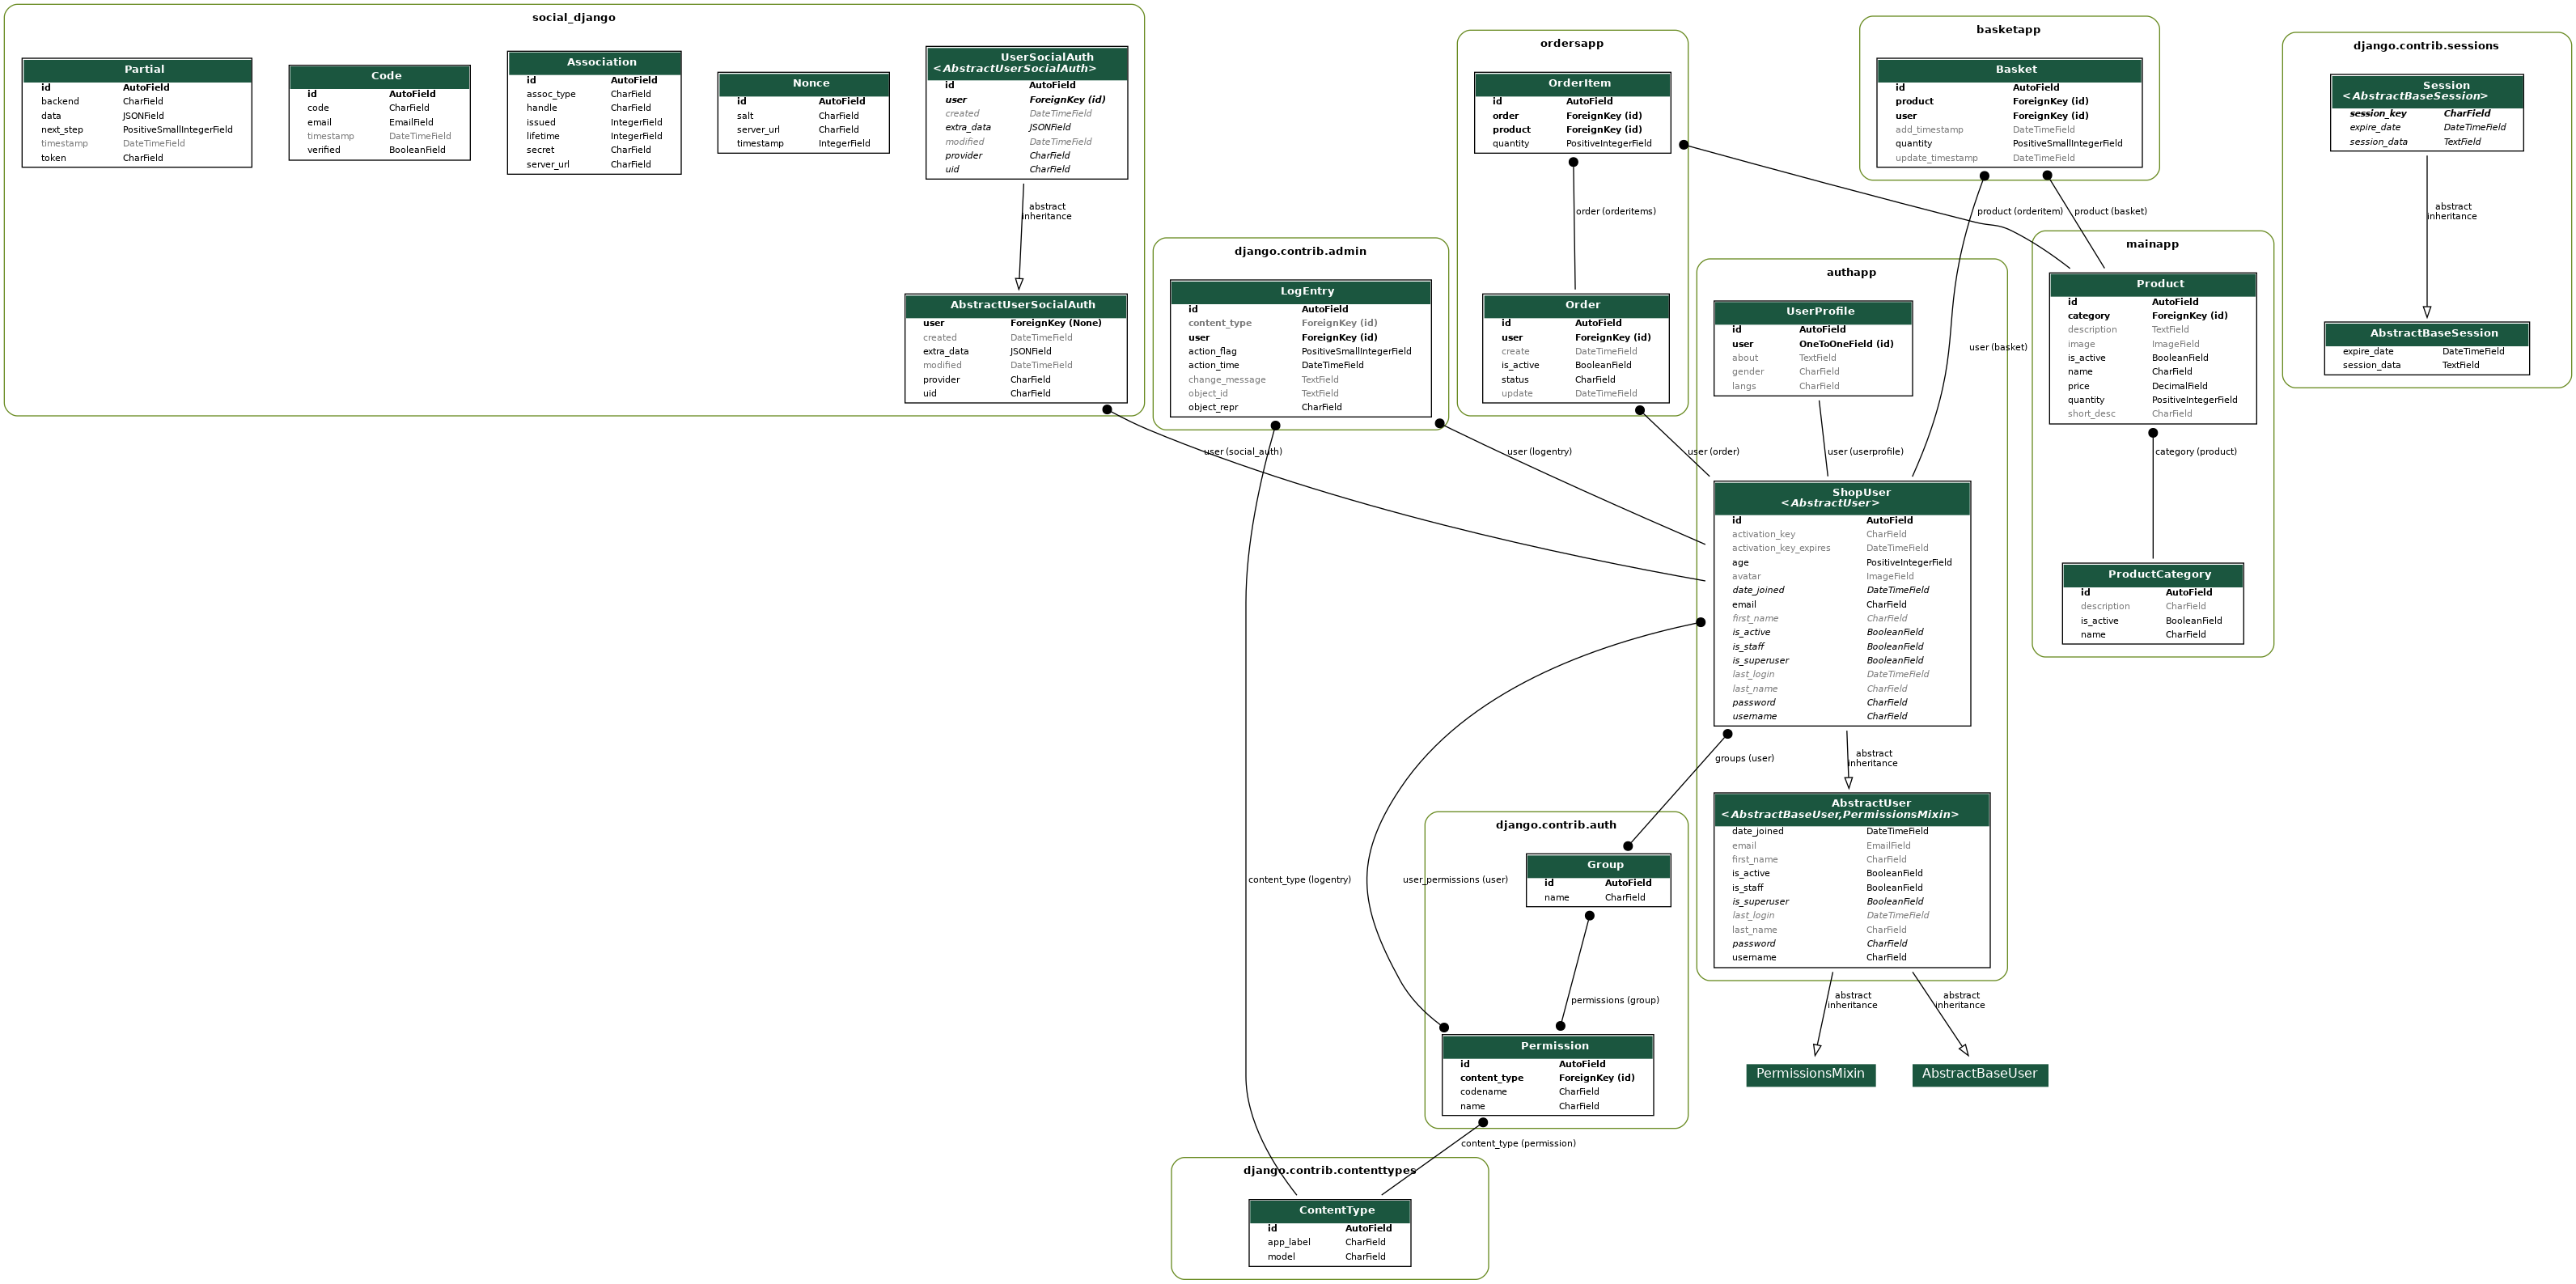 social_django
Partial
id AutoField
backend CharField
data JSONField
next_step PositiveSmallIntegerField
timestamp DateTimeField
token CharField
Code
id AutoField
code CharField
email EmailField
timestamp DateTimeField
verified BooleanField
Association
id AutoField
assoc_type CharField
handle CharField
issued IntegerField
lifetime IntegerField
secret CharField
server_url CharField
Nonce
id AutoField
salt CharField
server_url CharField
timestamp IntegerField
UserSocialAuth
<AbstractUserSocialAuth>
id AutoField
user ForeignKey (id)
created DateTimeField
extra_data JSONField
modified DateTimeField
provider CharField
uid CharField
abstract
inheritance
AbstractUserSocialAuth
user ForeignKey (None)
created DateTimeField
extra_data JSONField
modified DateTimeField
provider CharField
uid CharField
user (social_auth)
django.contrib.admin
LogEntry
id AutoField
content_type ForeignKey (id)
user ForeignKey (id)
action_flag PositiveSmallIntegerField
action_time DateTimeField
change_message TextField
object_id TextField
object_repr CharField
user (logentry)
content_type (logentry)
ordersapp
OrderItem
id AutoField
order ForeignKey (id)
product ForeignKey (id)
quantity PositiveIntegerField
order (orderitems)
Order
id AutoField
user ForeignKey (id)
create DateTimeField
is_active BooleanField
status CharField
update DateTimeField
user (order)
basketapp
Basket
id AutoField
product ForeignKey (id)
user ForeignKey (id)
add_timestamp DateTimeField
quantity PositiveSmallIntegerField
update_timestamp DateTimeField
product (orderitem)
product (basket)
user (basket)
authapp
UserProfile
id AutoField
user OneToOneField (id)
about TextField
gender CharField
langs CharField
user (userprofile)
ShopUser
<AbstractUser>
id AutoField
activation_key CharField
activation_key_expires DateTimeField
age PositiveIntegerField
avatar ImageField
date_joined DateTimeField
email CharField
first_name CharField
is_active BooleanField
is_staff BooleanField
is_superuser BooleanField
last_login DateTimeField
last_name CharField
password CharField
username CharField
groups (user)
abstract
inheritance
AbstractUser
<AbstractBaseUser,PermissionsMixin>
date_joined DateTimeField
email EmailField
first_name CharField
is_active BooleanField
is_staff BooleanField
is_superuser BooleanField
last_login DateTimeField
last_name CharField
password CharField
username CharField
abstract
inheritance
abstract
inheritance
PermissionsMixin
AbstractBaseUser
mainapp
Product
id AutoField
category ForeignKey (id)
description TextField
image ImageField
is_active BooleanField
name CharField
price DecimalField
quantity PositiveIntegerField
short_desc CharField
category (product)
ProductCategory
id AutoField
description CharField
is_active BooleanField
name CharField
django.contrib.sessions
Session
<AbstractBaseSession>
session_key CharField
expire_date DateTimeField
session_data TextField
abstract
inheritance
AbstractBaseSession
expire_date DateTimeField
session_data TextField
django.contrib.auth
Group
id AutoField
name CharField
user_permissions (user)
permissions (group)
Permission
id AutoField
content_type ForeignKey (id)
codename CharField
name CharField
content_type (permission)
django.contrib.contenttypes
ContentType
id AutoField
app_label CharField
model CharField